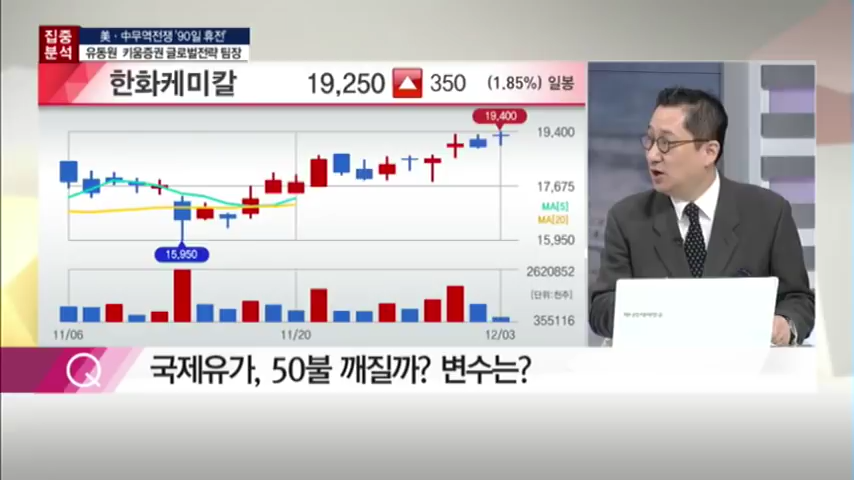 집중
분석
美·中무역전쟁 '90일 휴전'
유동원 키움증권 글로벌전략 팀장
한화케미칼 19,250 350 (1.85%) 일봉
19,400
19,400
17,675
MA[5]
MA[20]
15,950
15,950
2620852
[단위:천주]
355116
11/06 11/20 12/03
Q 국제유가, 50불 깨질까? 변수는?